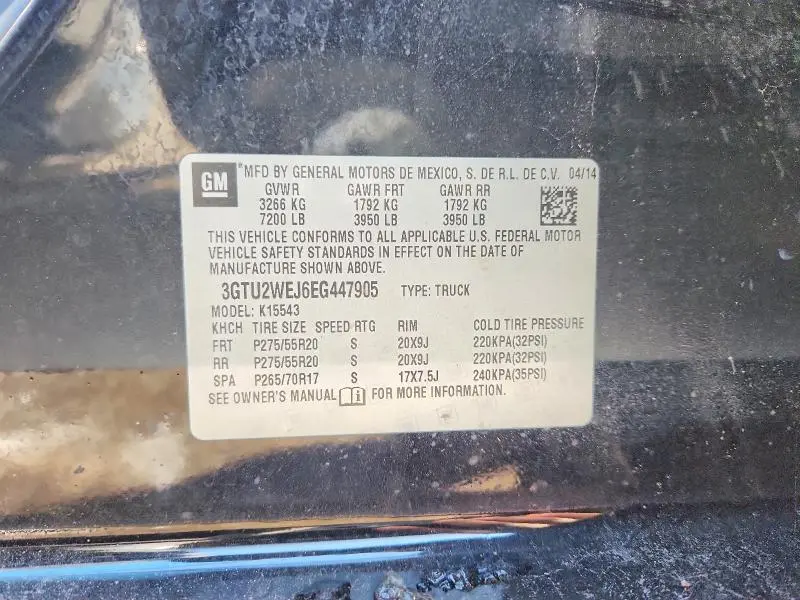 GM
*MFD BY GENERAL MOTORS DE MEXICO, S. DE R.L. DE C.V. 04/14
GVWR GAWR FRT GAWR RR
3266 KG 1792 KG 1792 KG
7200 LB 3950 LB 3950 LB
THIS VEHICLE CONFORMS TO ALL APPLICABLE U.S. FEDERAL MOTOR
VEHICLE SAFETY STANDARDS IN EFFECT ON THE DATE OF
MANUFACTURE SHOWN ABOVE.
3GTU2WEJ6EG447905 TYPE: TRUCK
MODEL: K15543
KHCH TIRE SIZE SPEED RTG RIM COLD TIRE PRESSURE
FRT P275/55R20 S 20X9J 220KPA(32PSI)
RR P275/55R20 S 20X9J 220KPA(32PSI)
SPA P265/70R17 S 17X7.5J 240KPA(35PSI)
SEE OWNER'S MANUAL FOR MORE INFORMATION.